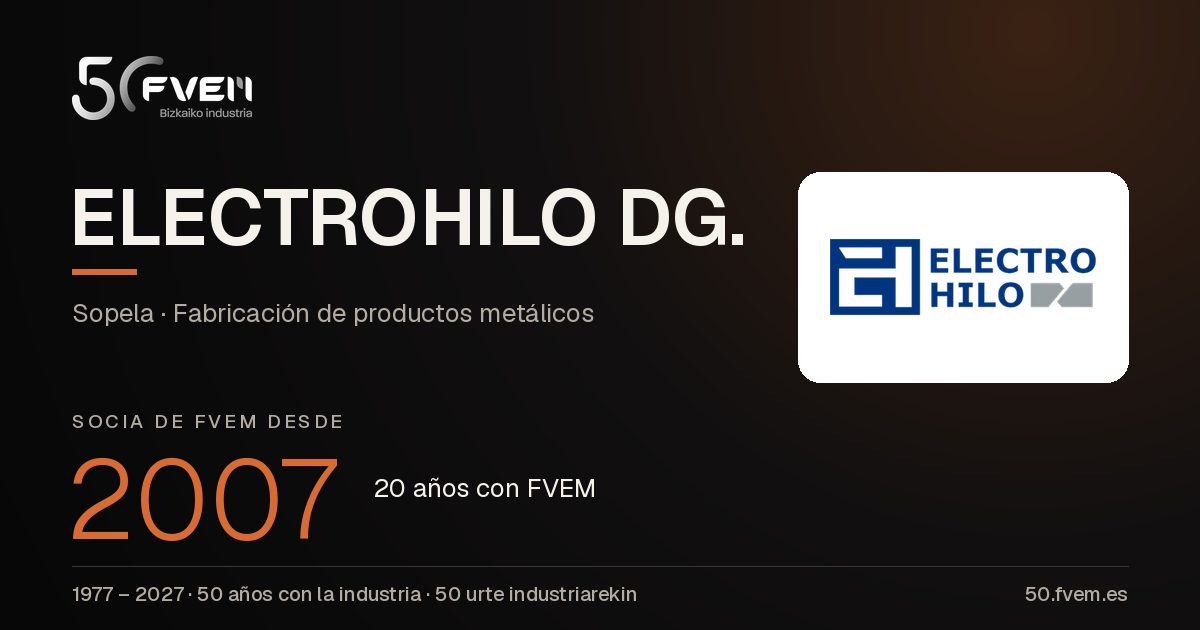 50 FVEM
Bizkaiko industria
ELECTROHILO DG.
Sopela · Fabricación de productos metálicos
ELECTRO
HILO
SOCIA DE FVEM DESDE
2007
20 años con FVEM
1977 – 2027 · 50 años con la industria · 50 urte industriarekin
50.fvem.es